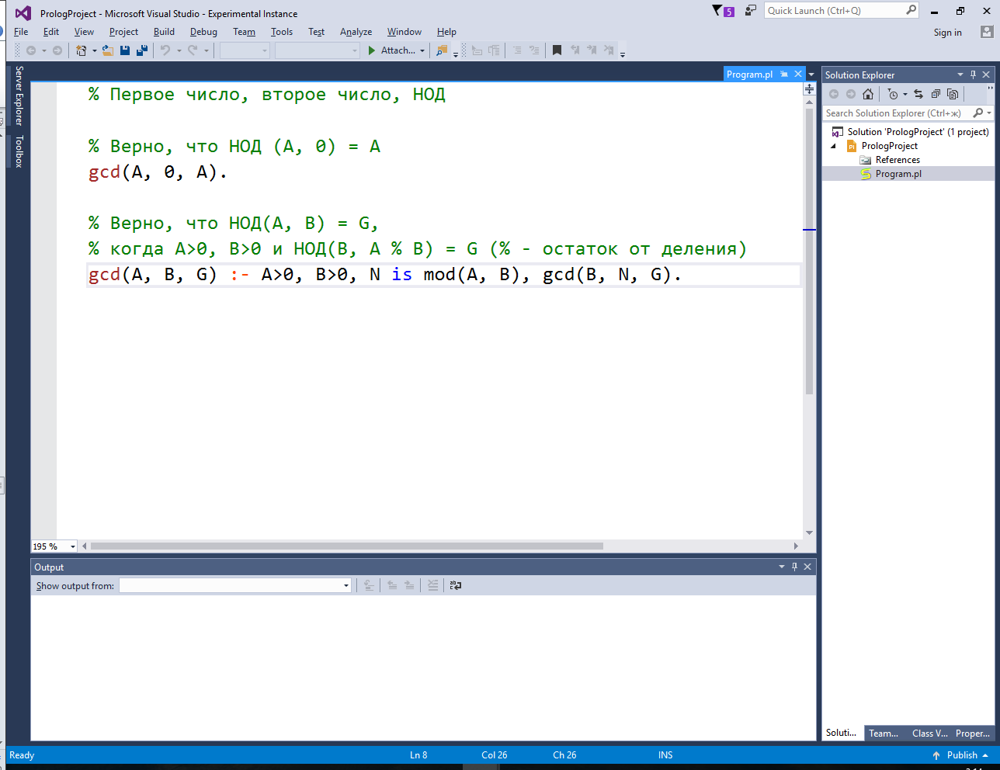 PrologProject - Microsoft Visual Studio - Experimental Instance
5
Quick Launch (Ctrl+Q)
File Edit View Project Build Debug Team Tools Test Analyze Window Help
Sign in
Attach...
Server Explorer
Toolbox
Program.pl
% Первое число, второе число, НОД
% Верно, что НОД (A, 0) = A
gcd(A, 0, A).
% Верно, что НОД(A, B) = G,
% когда A>0, B>0 и НОД(B, A % B) = G (% - остаток от деления)
gcd(A, B, G) :- A>0, B>0, N is mod(A, B), gcd(B, N, G).
195 %
Output
Show output from:
Solution Explorer
Search Solution Explorer (Ctrl+ж)
Solution 'PrologProject' (1 project)
PrologProject
References
Program.pl
Soluti... Team... Class V... Proper...
Ready Ln 8 Col 26 Ch 26 INS Publish